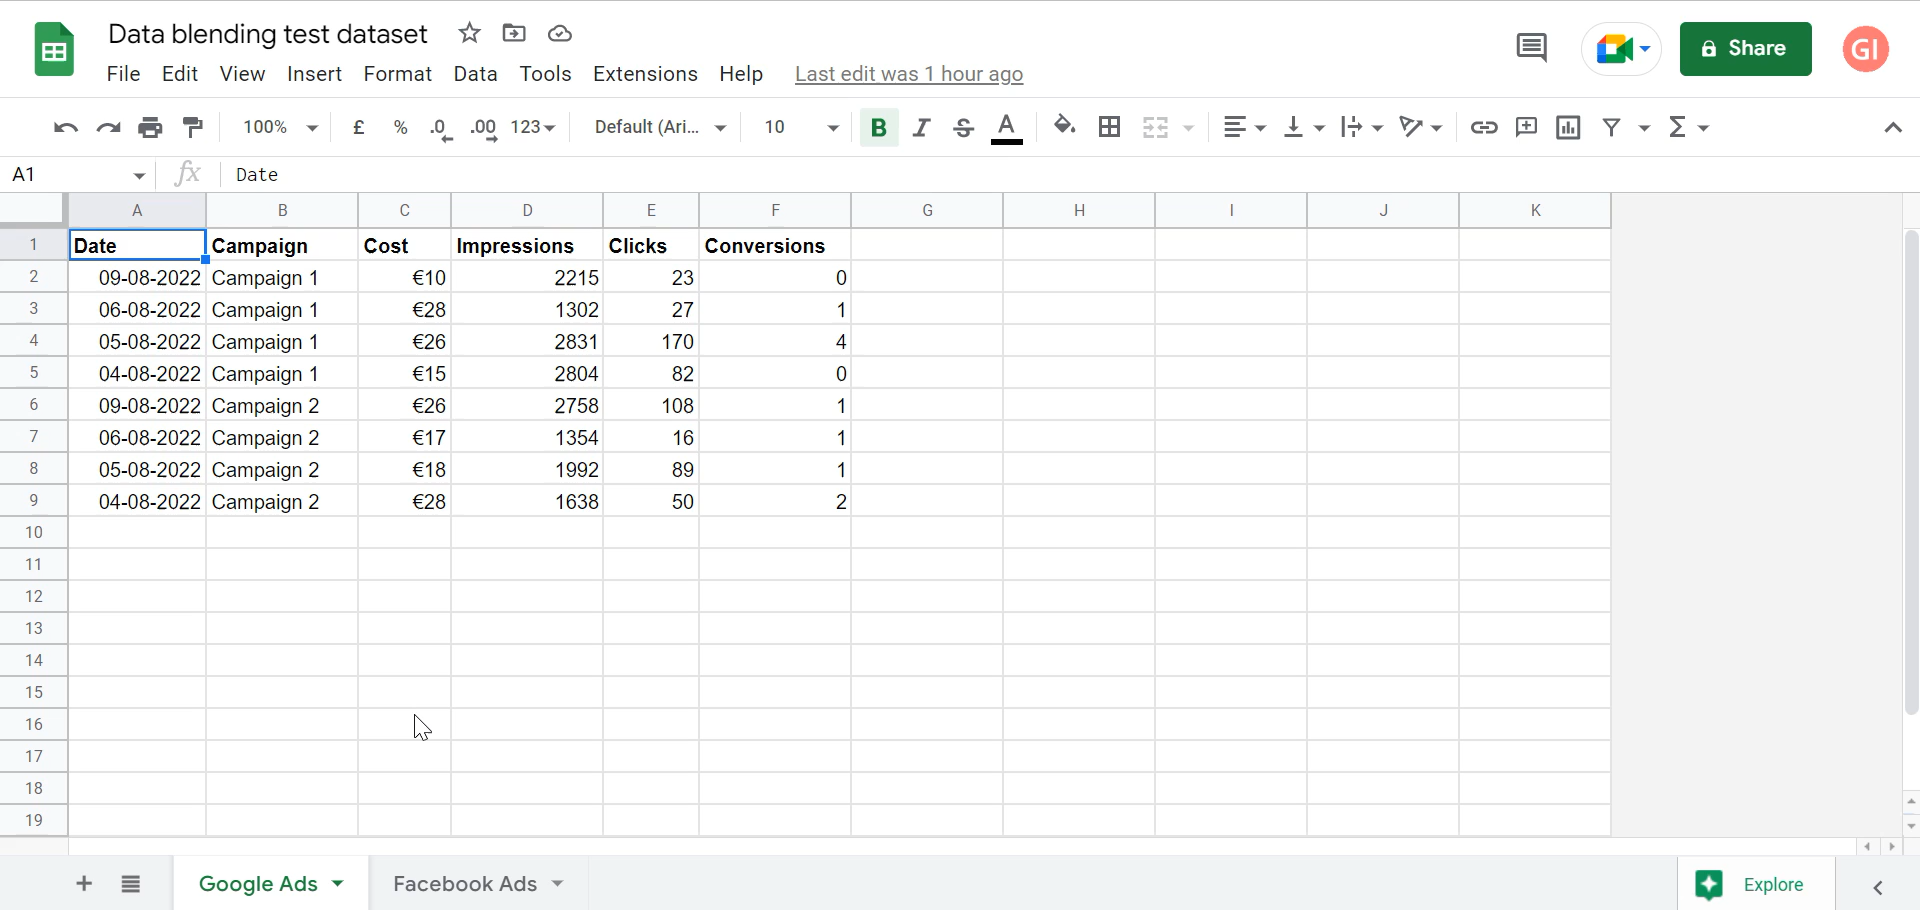 Data blending test dataset
File Edit View Insert Format Data Tools Extensions Help Last edit was 1 hour ago
Share
GI
100% £ % .0 .00 123 Default (Ari... 10 B I S A Σ
A1 fx Date
A B C D E F G H I J K
1 Date Campaign Cost Impressions Clicks Conversions
2 09-08-2022 Campaign 1 €10 2215 23 0
3 06-08-2022 Campaign 1 €28 1302 27 1
4 05-08-2022 Campaign 1 €26 2831 170 4
5 04-08-2022 Campaign 1 €15 2804 82 0
6 09-08-2022 Campaign 2 €26 2758 108 1
7 06-08-2022 Campaign 2 €17 1354 16 1
8 05-08-2022 Campaign 2 €18 1992 89 1
9 04-08-2022 Campaign 2 €28 1638 50 2
10
11
12
13
14
15
16
17
18
19
Google Ads Facebook Ads Explore